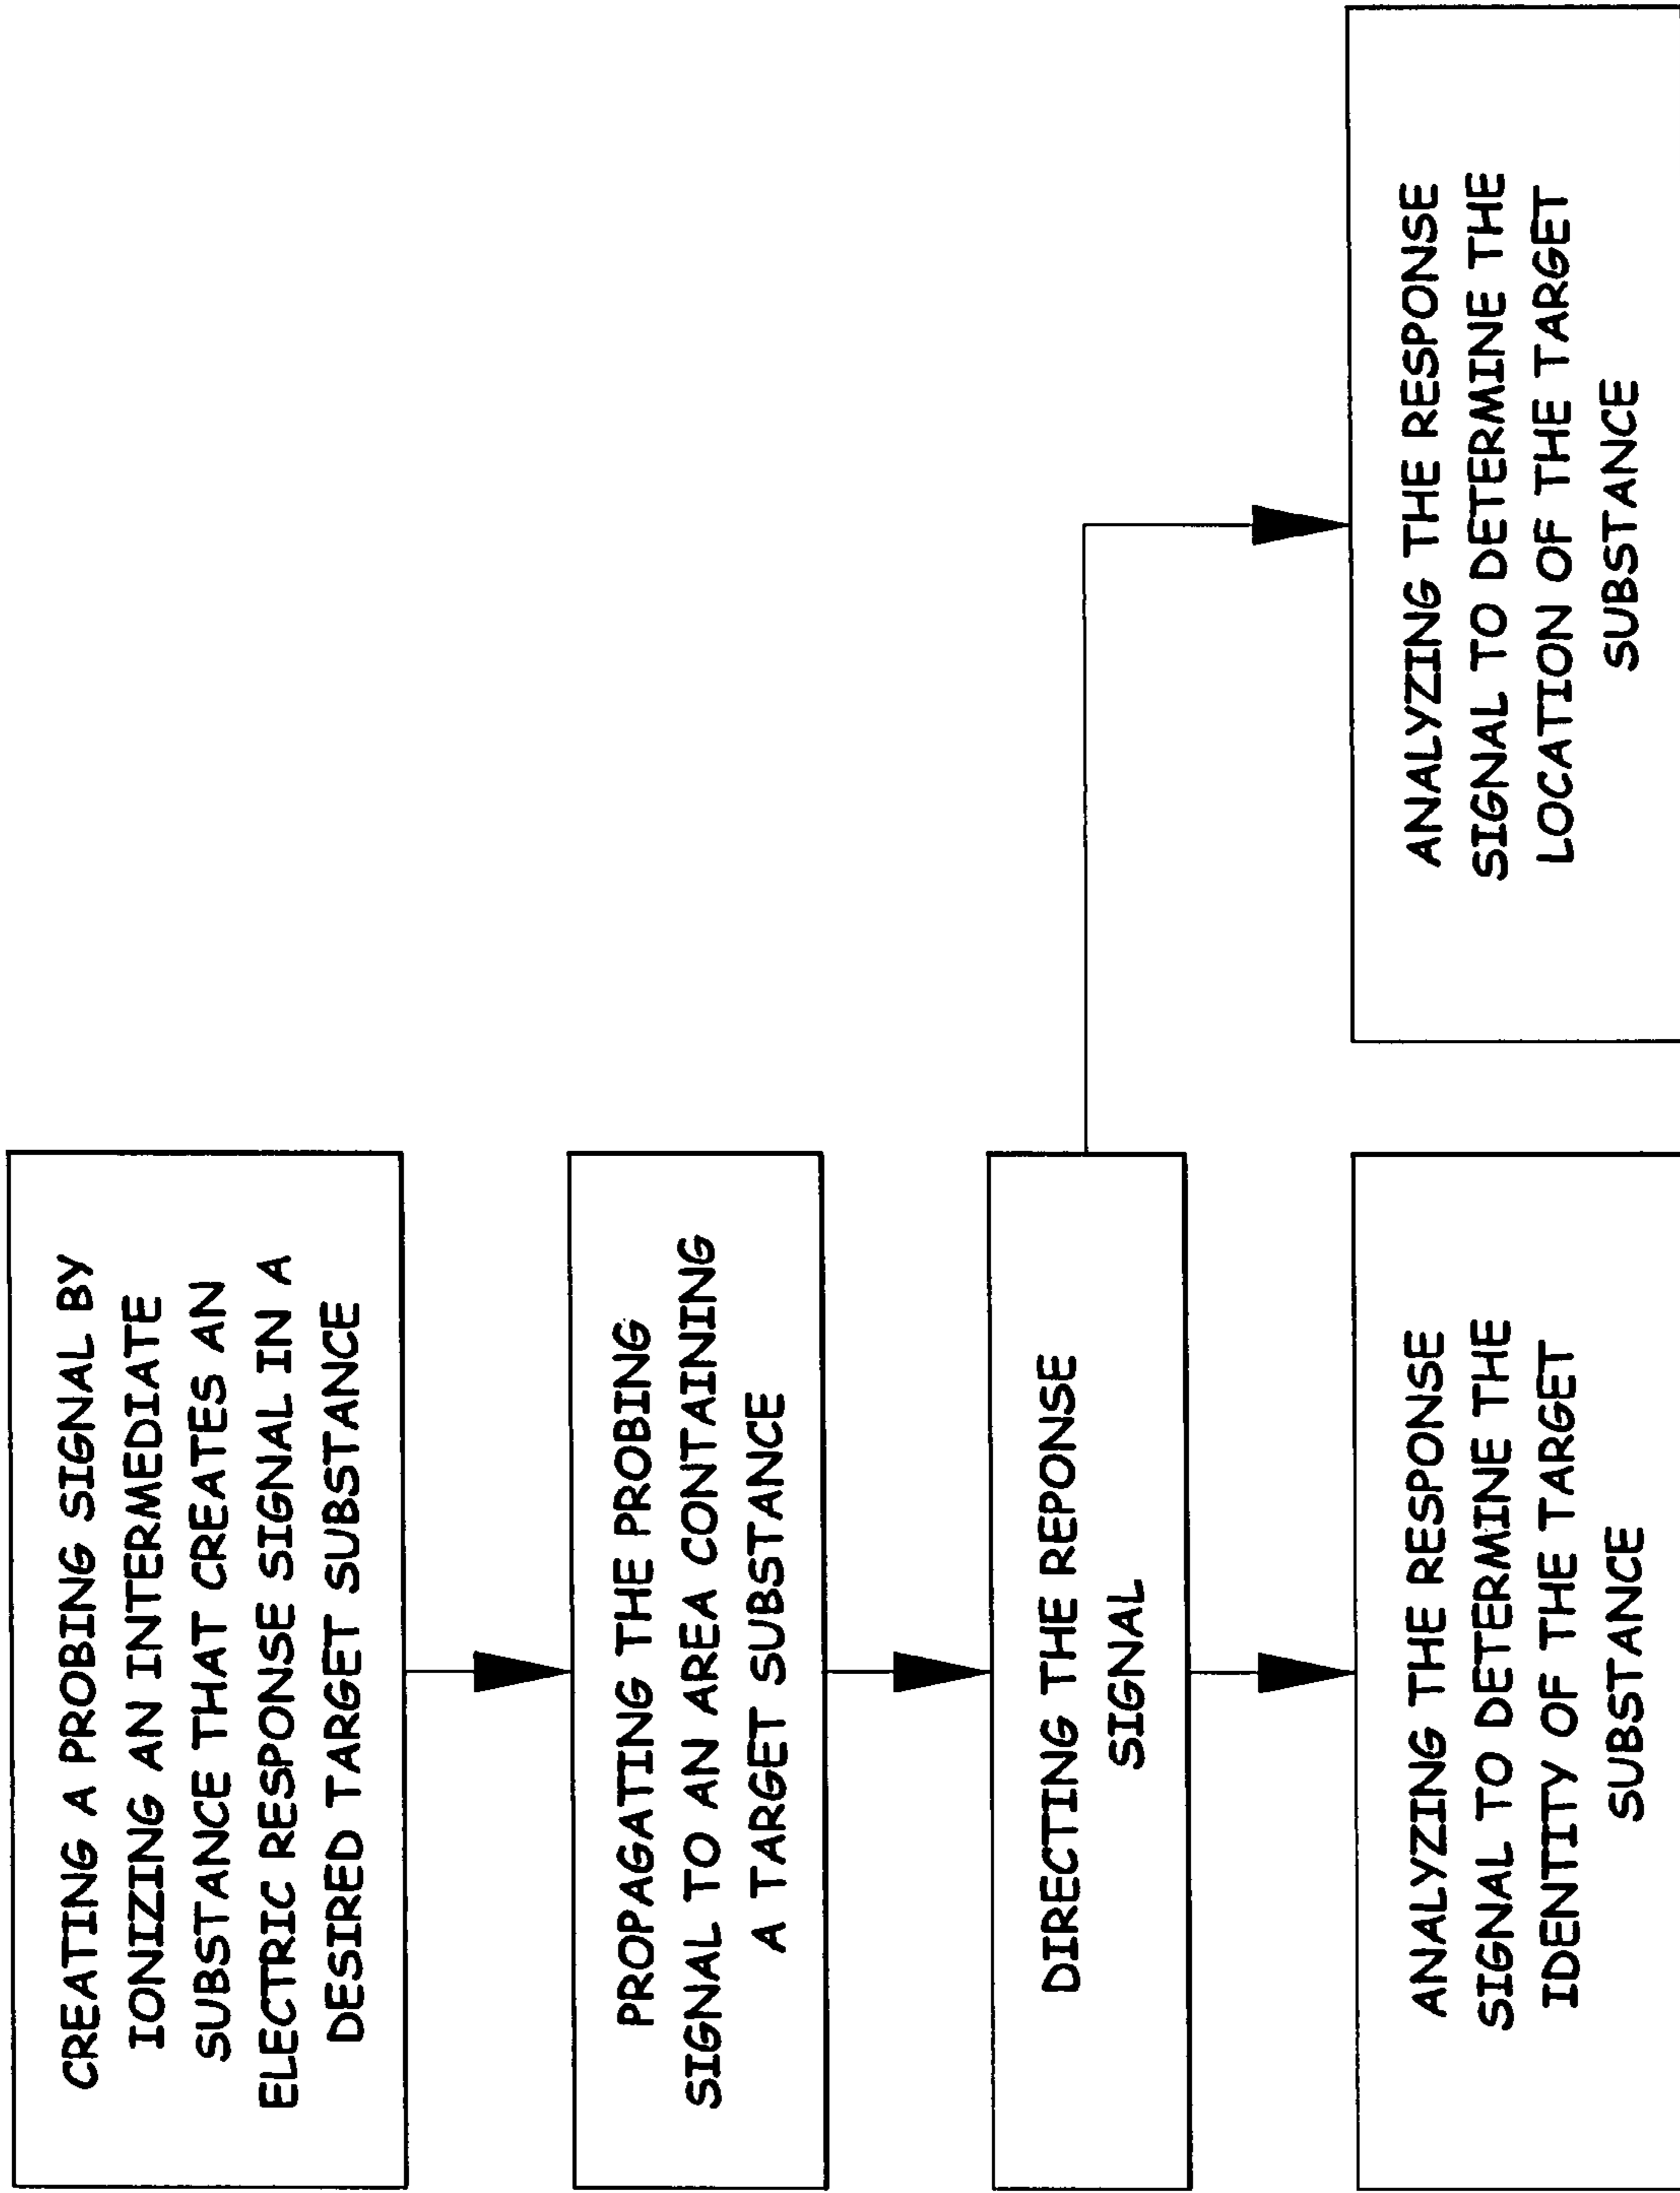 CREATING A PROBING SIGNAL BY
IONIZING AN INTERMEDIATE
SUBSTANCE THAT CREATES AN
ELECTRIC RESPONSE SIGNAL IN A
DESIRED TARGET SUBSTANCE
PROPAGATING THE PROBING
SIGNAL TO AN AREA CONTAINING
A TARGET SUBSTANCE
DIRECTING THE REPONSE
SIGNAL
ANALYZING THE RESPONSE
SIGNAL TO DETERMINE THE
IDENTITY OF THE TARGET
SUBSTANCE
ANALYZING THE RESPONSE
SIGNAL TO DETERMINE THE
LOCATION OF THE TARGET
SUBSTANCE